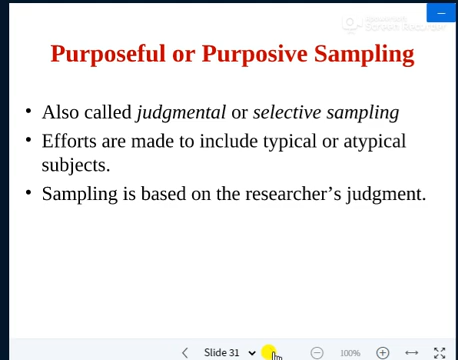 Purposeful or Purposive Sampling
• Also called judgmental or selective sampling
• Efforts are made to include typical or atypical
subjects.
• Sampling is based on the researcher's judgment.
Slide 31
100%